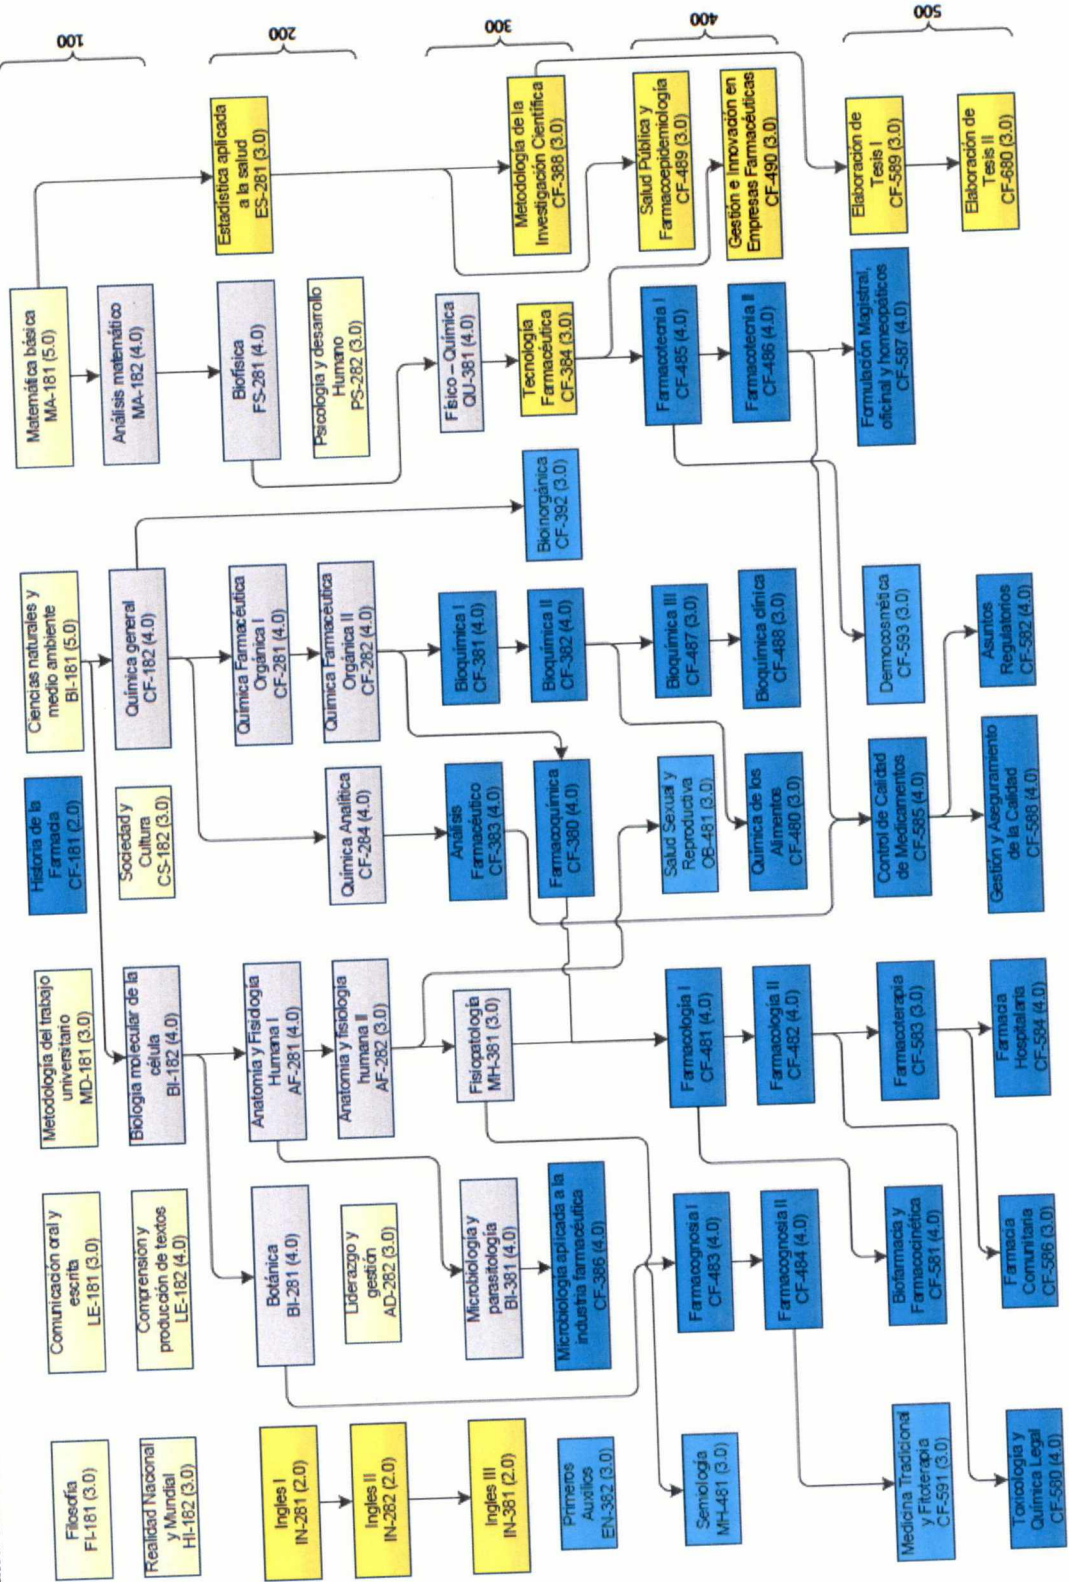 Filosofía
FI-181 (3.0)
Comunicación oral y
escrita
LE-181 (3.0)
Metodología del trabajo
universitario
MD-181 (3.0)
Historia de la
Farmacia
CF-181 (2.0)
Ciencias naturales y
medio ambiente
BI-181 (5.0)
Matemática básica
MA-181 (5.0)
100
Realidad Nacional
y Mundial
HI-182 (3.0)
Comprensión y
producción de textos
LE-182 (4.0)
Biología molecular de la
célula
BI-182 (4.0)
Sociedad y
Cultura
CS-182 (3.0)
Química general
CF-182 (4.0)
Análisis matemático
MA-182 (4.0)
Ingles I
IN-281 (2.0)
Botánica
BI-281 (4.0)
Anatomía y Fisiología
Humana I
AF-281 (4.0)
Química Farmacéutica
Orgánica I
CF-281 (4.0)
Biofísica
FS-281 (4.0)
Estadística aplicada
a la salud
ES-281 (3.0)
200
Ingles II
IN-282 (2.0)
Liderazgo y
gestión
AD-282 (3.0)
Anatomía y fisiología
humana II
AF-282 (3.0)
Química Analítica
CF-284 (4.0)
Química Farmacéutica
Orgánica II
CF-282 (4.0)
Psicología y desarrollo
Humano
PS-282 (3.0)
Ingles III
IN-381 (2.0)
Microbiología y
parasitología
BI-381 (4.0)
Fisiopatología
MH-381 (3.0)
Análisis
Farmacéutico
CF-383 (4.0)
Bioquímica I
CF-381 (4.0)
Físico – Química
QU-381 (4.0)
300
Primeros
Auxilios
EN-382 (3.0)
Microbiología aplicada a la
industria farmacéutica
CF-386 (4.0)
Farmacoquímica
CF-380 (4.0)
Bioquímica II
CF-382 (4.0)
Bioinorgánica
CF-392 (3.0)
Tecnología
Farmacéutica
CF-384 (3.0)
Metodología de la
Investigación Científica
CF-388 (3.0)
Semiología
MH-481 (3.0)
Farmacognosia I
CF-483 (4.0)
Farmacología I
CF-481 (4.0)
Salud Sexual y
Reproductiva
OB-481 (3.0)
Bioquímica III
CF-487 (3.0)
Farmacotecnia I
CF-485 (4.0)
Salud Pública y
Farmacoepidemiología
CF-489 (3.0)
400
Farmacognosia II
CF-484 (4.0)
Farmacología II
CF-482 (4.0)
Química de los
Alimentos
CF-480 (3.0)
Bioquímica clínica
CF-488 (3.0)
Farmacotecnia II
CF-486 (4.0)
Gestión e Innovación en
Empresas Farmacéuticas
CF-490 (3.0)
Medicina Tradicional
y Fitoterapia
CF-591 (3.0)
Biofarmacia y
Farmacocinética
CF-581 (4.0)
Farmacoterapia
CF-583 (3.0)
Control de Calidad
de Medicamentos
CF-585 (4.0)
Dermocosmética
CF-593 (3.0)
Formulación Magistral,
oficinal y homeopáticos
CF-587 (4.0)
Elaboración de
Tesis I
CF-589 (3.0)
500
Toxicología y
Química Legal
CF-580 (4.0)
Farmacia
Comunitaria
CF-586 (3.0)
Farmacia
Hospitalaria
CF-584 (4.0)
Gestión y Aseguramiento
de la Calidad
CF-588 (4.0)
Asuntos
Regulatorios
CF-582 (4.0)
Elaboración de
Tesis II
CF-680 (3.0)